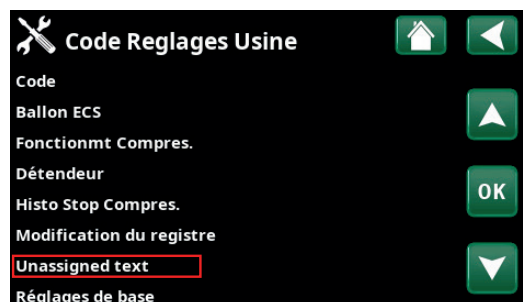 Code Reglages Usine
Code
Ballon ECS
Fonctionmt Compres.
Détendeur
OK
Histo Stop Compres.
Modification du registre
Unassigned text
Réglages de base